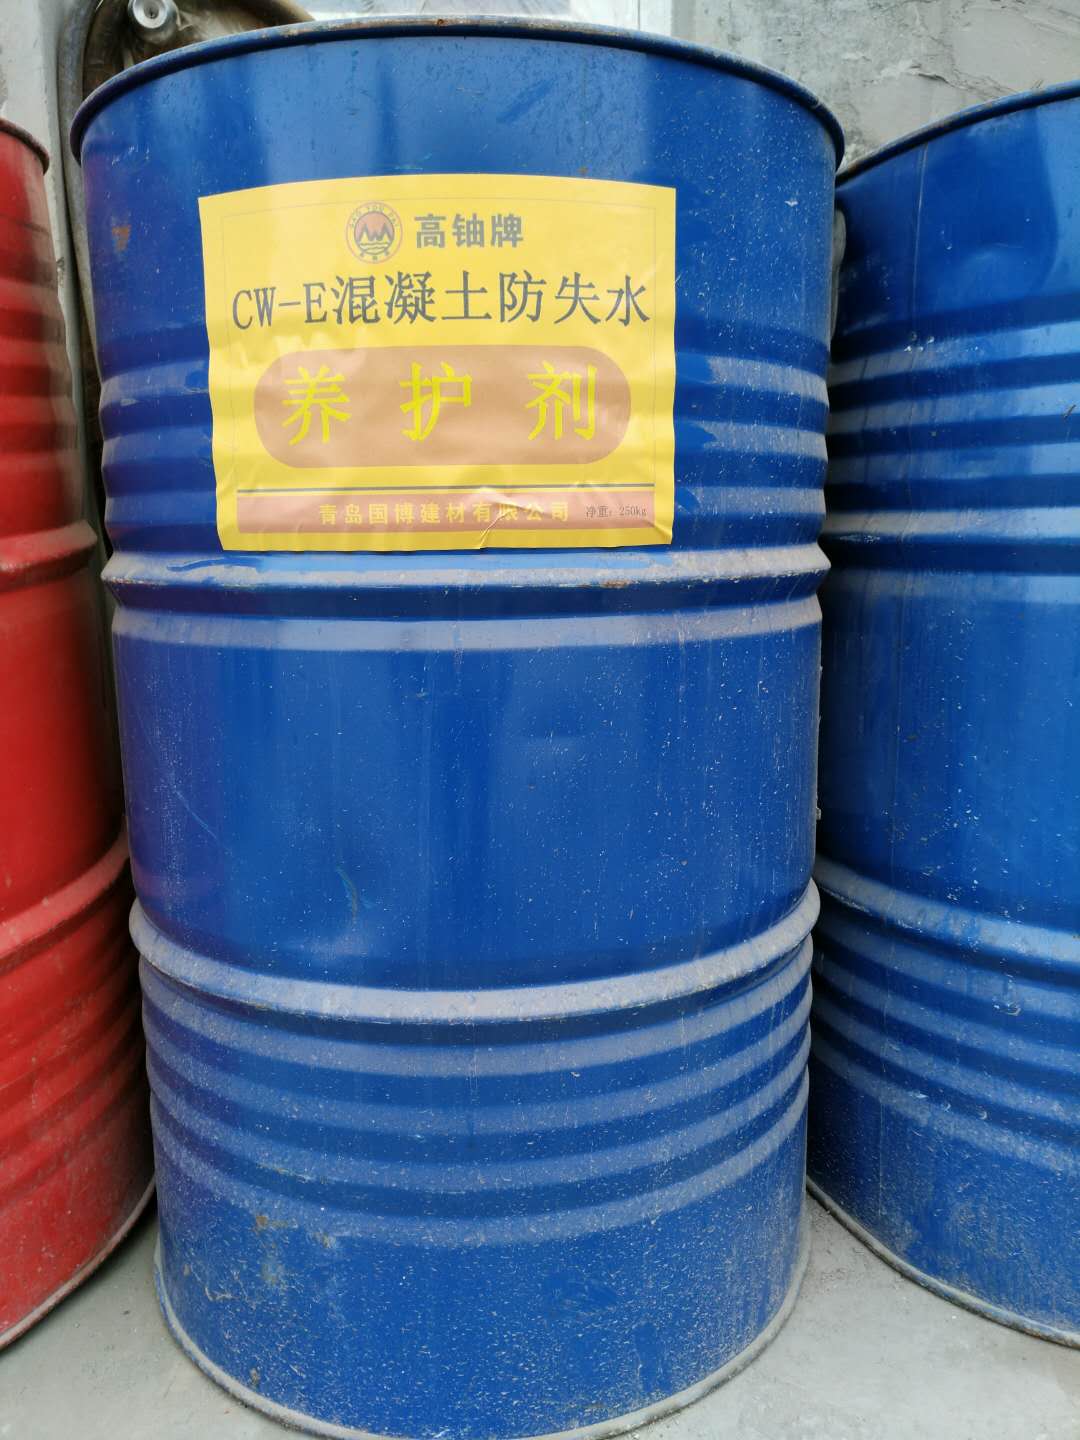 高铀牌
CW-E混凝土防失水
养护剂
青岛国博建材有限公司 净重：250kg